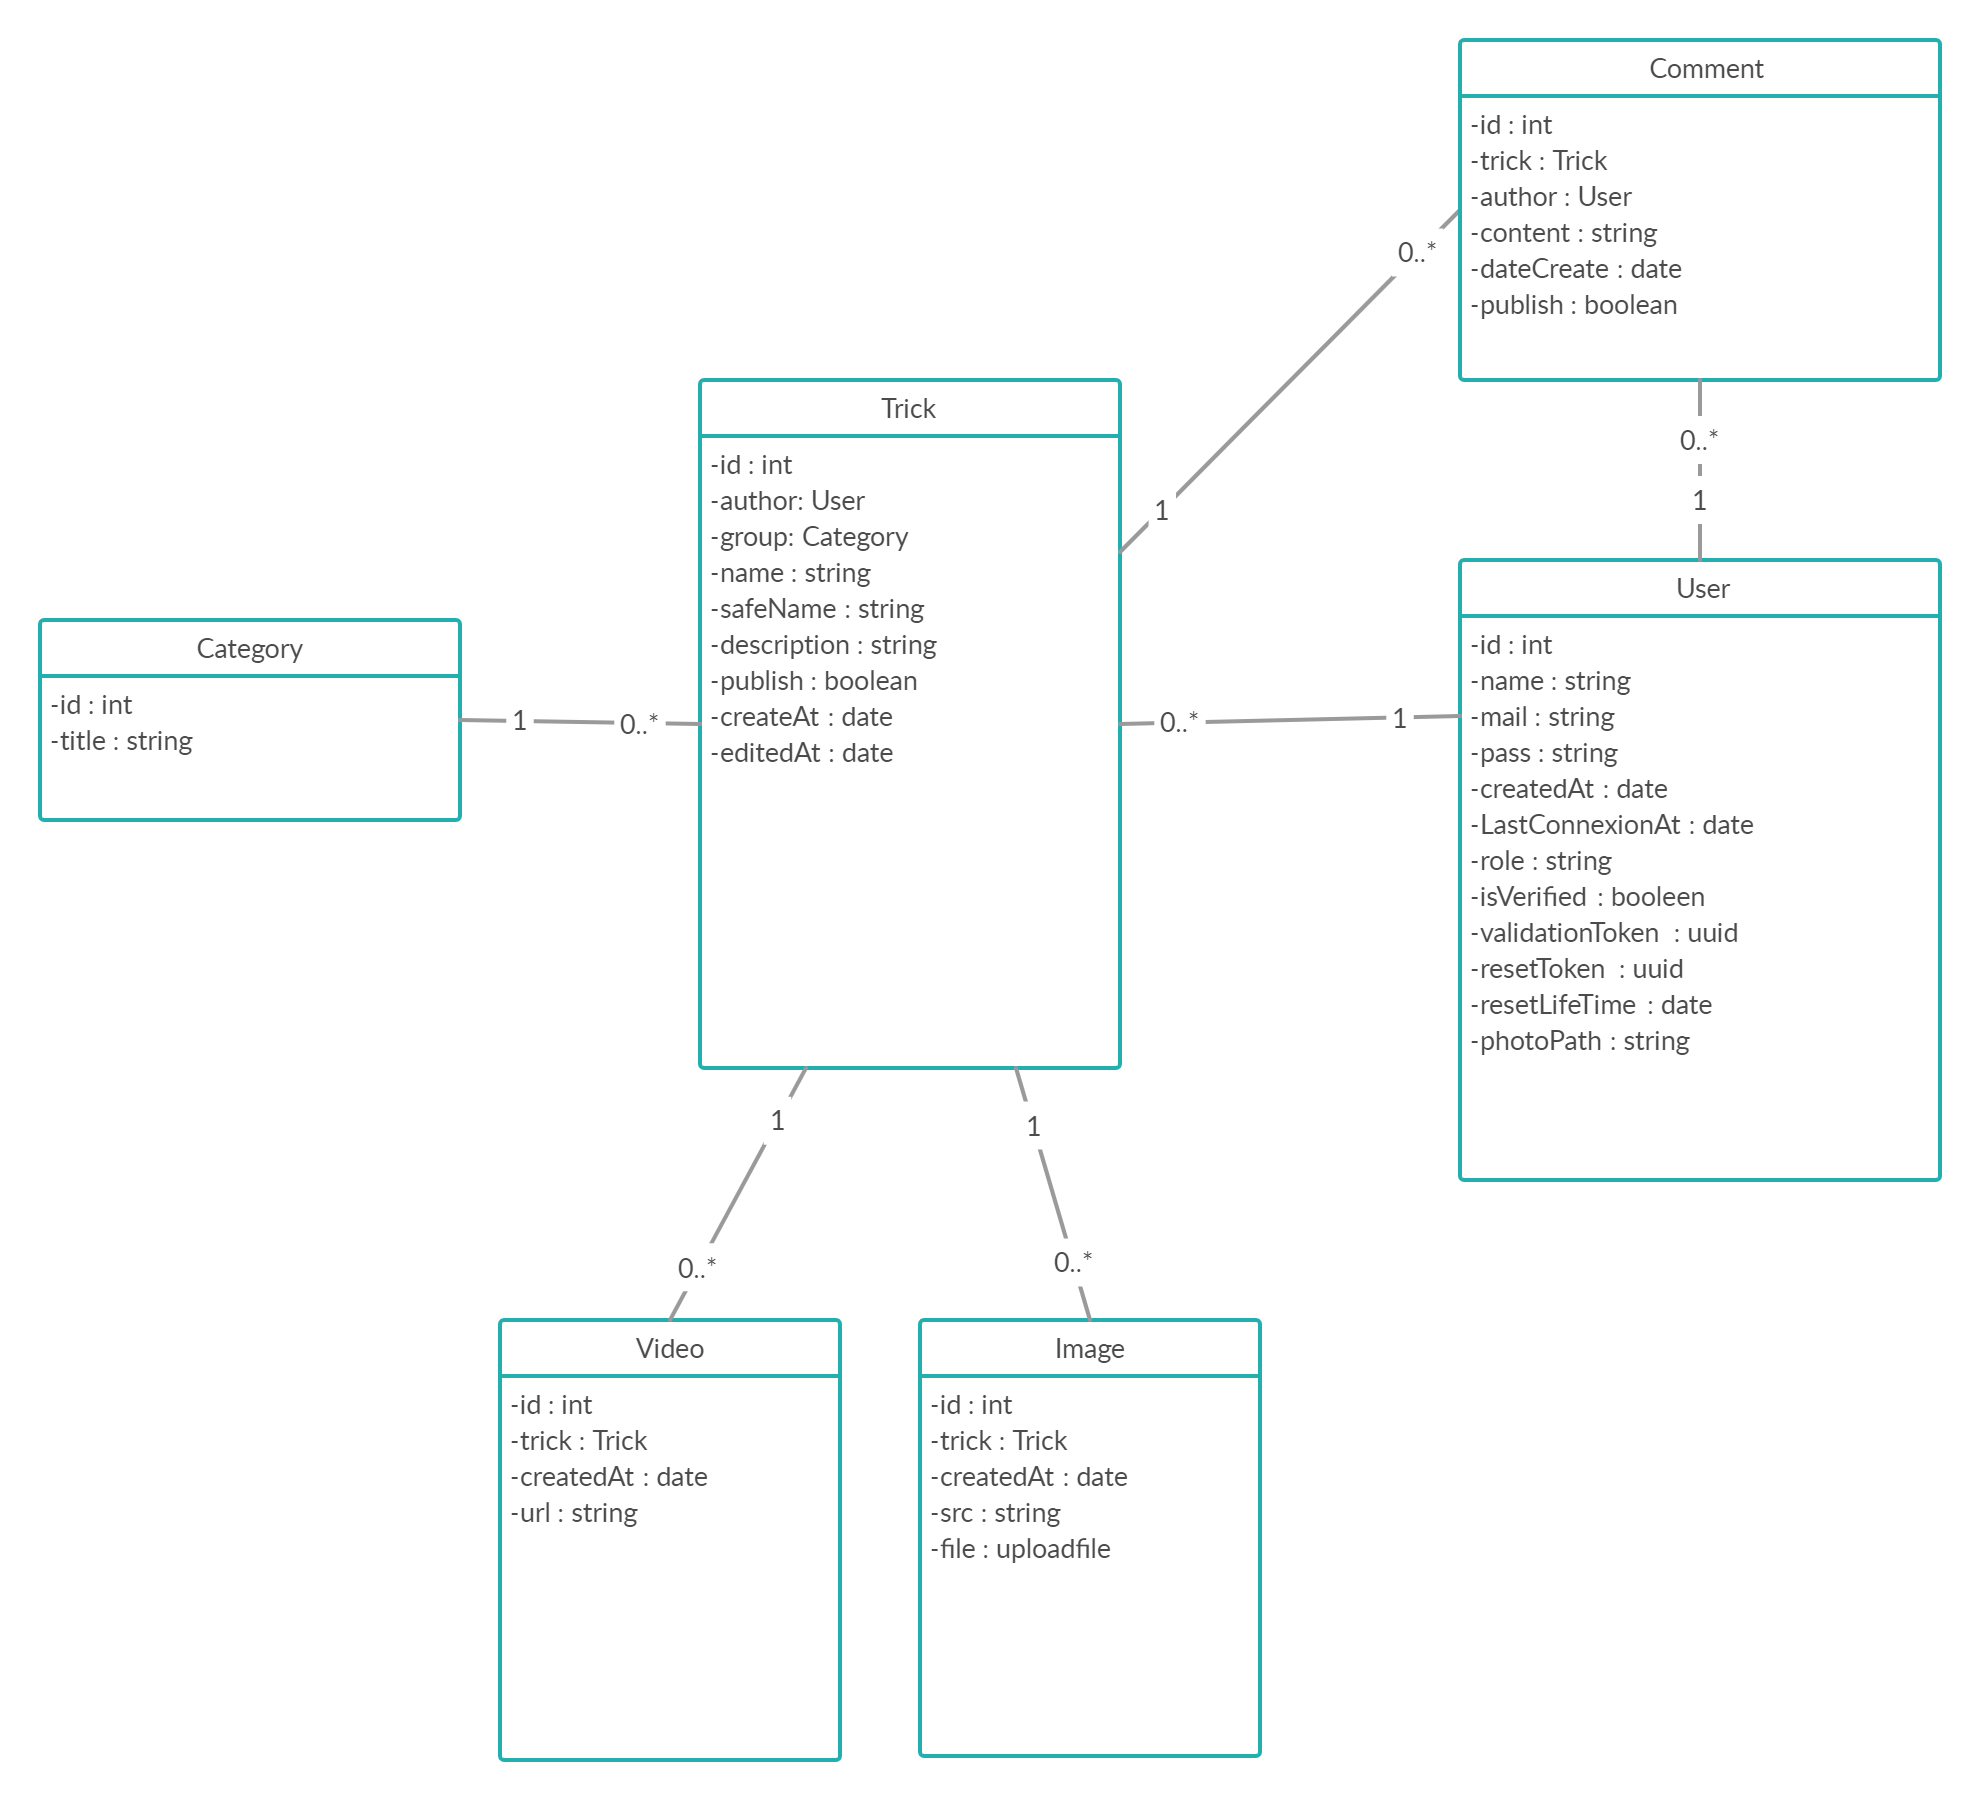 Comment
-id : int
-trick : Trick
-author : User
-content : string
-dateCreate : date
-publish : boolean
0..*
1
0..*
1
Trick
-id : int
-author: User
-group: Category
-name : string
-safeName : string
-description : string
-publish : boolean
-createAt : date
-editedAt : date
Category
-id : int
-title : string
1
0..*
0..*
1
User
-id : int
-name : string
-mail : string
-pass : string
-createdAt : date
-LastConnexionAt : date
-role : string
-isVerified : booleen
-validationToken : uuid
-resetToken : uuid
-resetLifeTime : date
-photoPath : string
1
0..*
1
0..*
Video
-id : int
-trick : Trick
-createdAt : date
-url : string
Image
-id : int
-trick : Trick
-createdAt : date
-src : string
-file : uploadfile